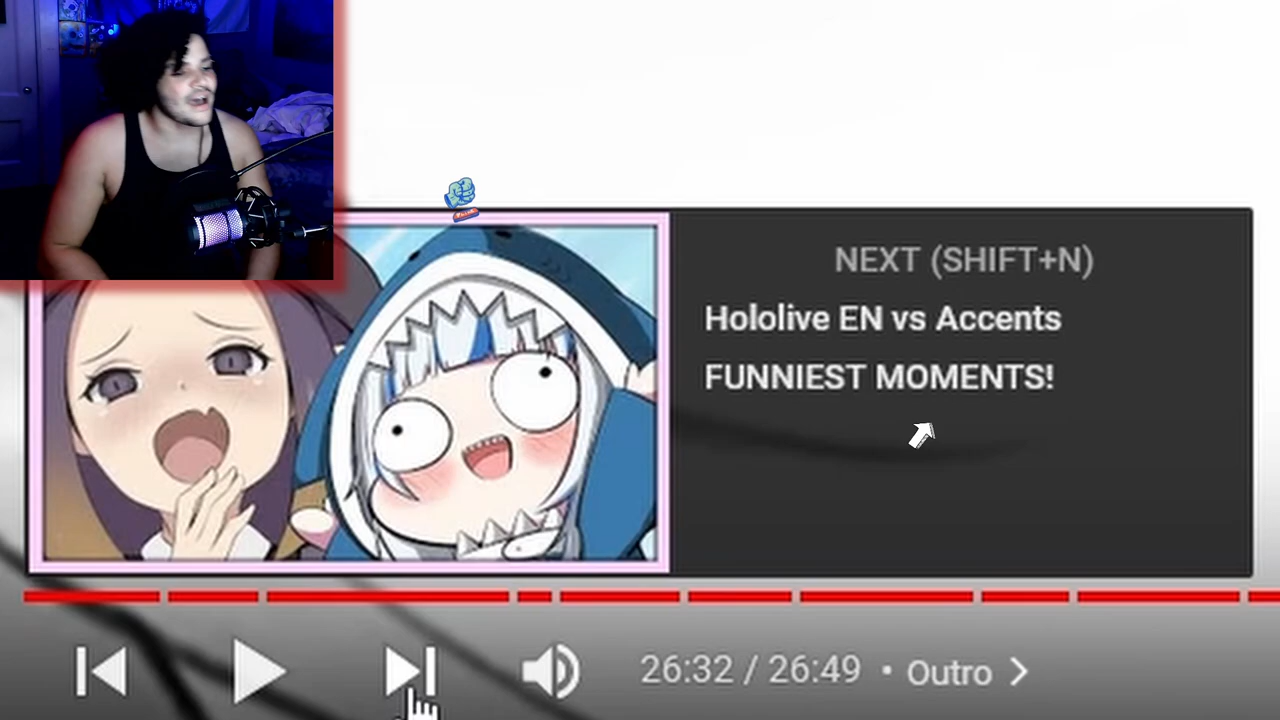 NEXT (SHIFT+N)
Hololive EN vs Accents
FUNNIEST MOMENTS!
26:32 / 26:49 • Outro